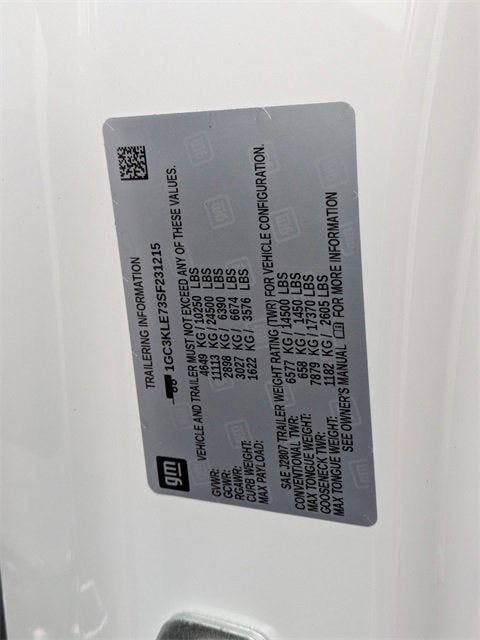 gm
TRAILERING INFORMATION
1GC3KLE73SF231215
VEHICLE AND TRAILER MUST NOT EXCEED ANY OF THESE VALUES.
GVWR: 4649 KG / 10250 LBS
GCWR: 11113 KG / 24500 LBS
RGAWR: 2898 KG / 6390 LBS
CURB WEIGHT: 3027 KG / 6674 LBS
MAX PAYLOAD: 1622 KG / 3576 LBS
SAE J2807 TRAILER WEIGHT RATING (TWR) FOR VEHICLE CONFIGURATION.
CONVENTIONAL TWR: 6577 KG / 14500 LBS
MAX TONGUE WEIGHT: 658 KG / 1450 LBS
GOOSENECK TWR: 7879 KG / 17370 LBS
MAX TONGUE WEIGHT: 1182 KG / 2605 LBS
SEE OWNER'S MANUAL FOR MORE INFORMATION